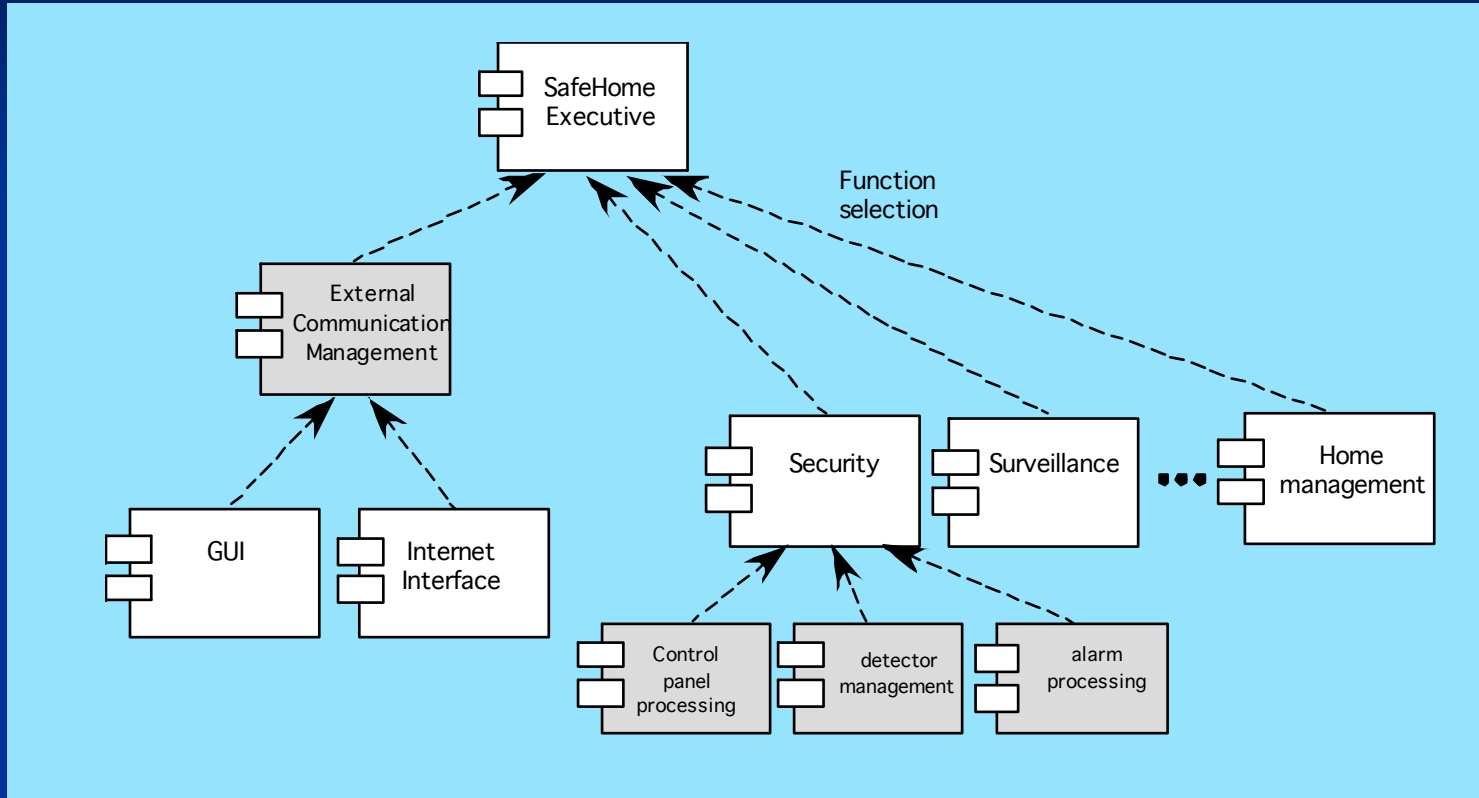 SafeHome
Executive
Function
selection
External
Communication
Management
Security
Surveillance
Home
management
GUI
Internet
Interface
Control
panel
processing
detector
management
alarm
processing